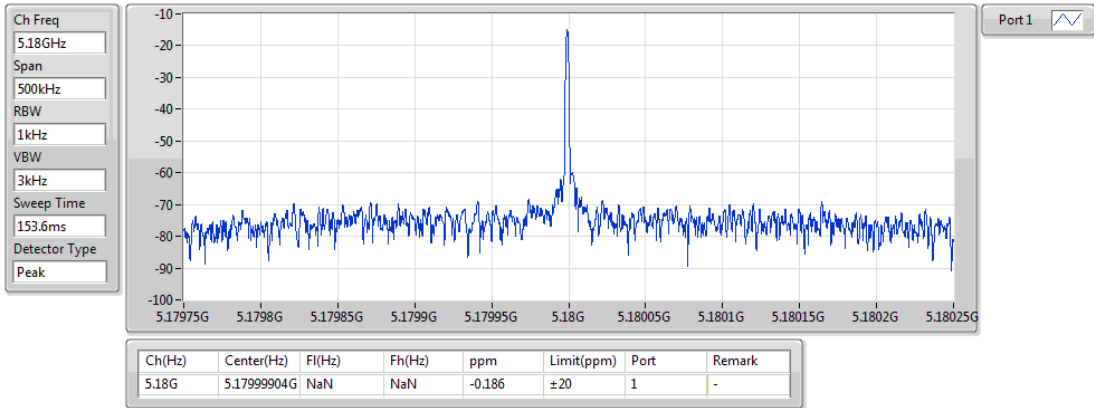 Ch Freq
5.18GHz
Span
500kHz
RBW
1kHz
VBW
3kHz
Sweep Time
153.6ms
Detector Type
Peak
-10
-20
-30
-40
-50
-60
-70
-80
-90
-100
5.17975G 5.1798G 5.17985G 5.1799G 5.17995G 5.18G 5.18005G 5.1801G 5.18015G 5.1802G 5.18025G
Port 1
Ch(Hz) Center(Hz) Fl(Hz) Fh(Hz) ppm Limit(ppm) Port Remark
5.18G 5.17999904G NaN NaN -0.186 ±20 1 -